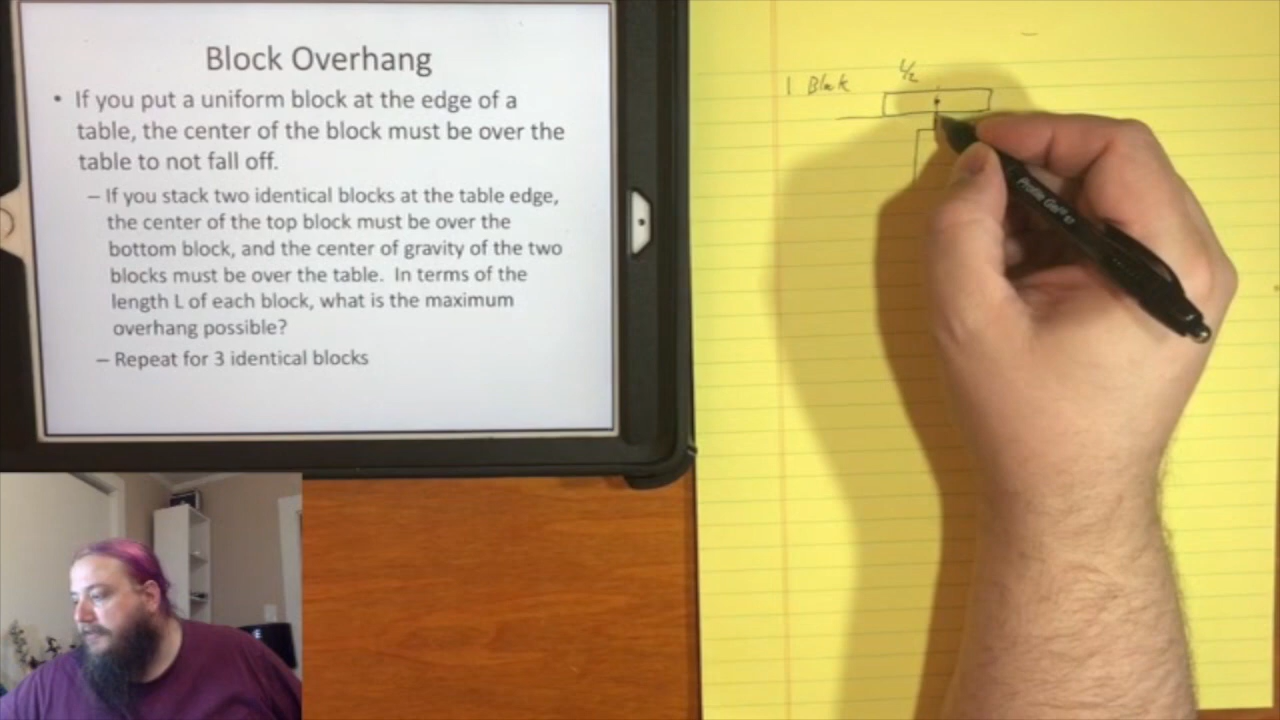 Block Overhang
• If you put a uniform block at the edge of a
table, the center of the block must be over the
table to not fall off.
– If you stack two identical blocks at the table edge,
the center of the top block must be over the
bottom block, and the center of gravity of the two
blocks must be over the table. In terms of the
length L of each block, what is the maximum
overhang possible?
– Repeat for 3 identical blocks
1 Block
L/2